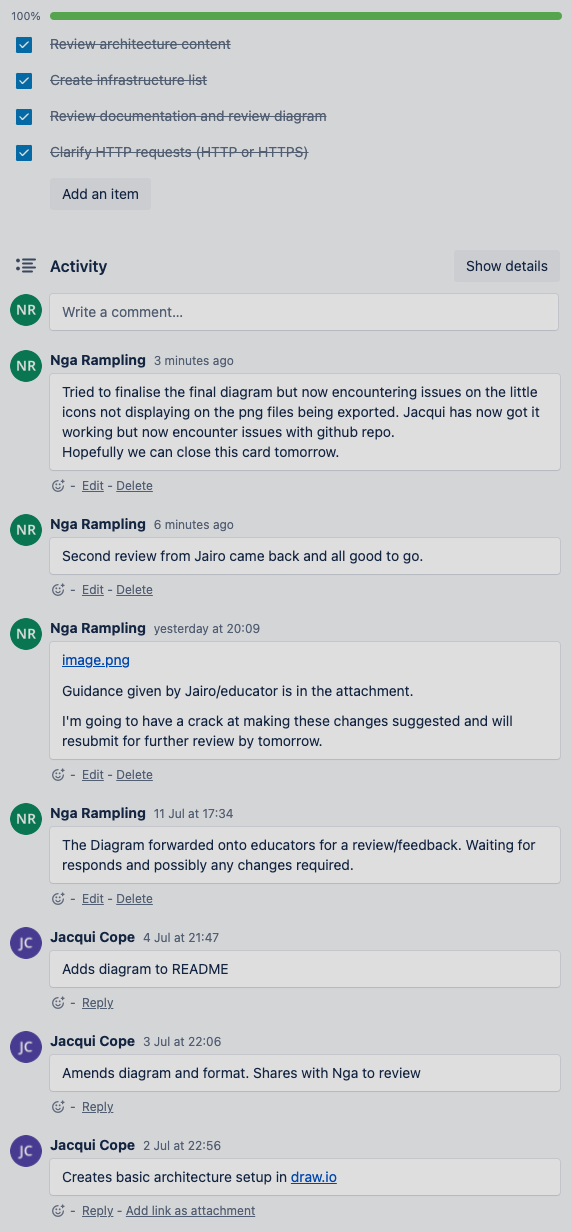 100%
Review architecture content
Create infrastructure list
Review documentation and review diagram
Clarify HTTP requests (HTTP or HTTPS)
Add an item
Activity
Show details
NR
Write a comment...
NR
Nga Rampling 3 minutes ago
Tried to finalise the final diagram but now encountering issues on the little
icons not displaying on the png files being exported. Jacqui has now got it
working but now encounter issues with github repo.
Hopefully we can close this card tomorrow.
- Edit - Delete
NR
Nga Rampling 6 minutes ago
Second review from Jairo came back and all good to go.
- Edit - Delete
NR
Nga Rampling yesterday at 20:09
image.png
Guidance given by Jairo/educator is in the attachment.
I'm going to have a crack at making these changes suggested and will
resubmit for further review by tomorrow.
- Edit - Delete
NR
Nga Rampling 11 Jul at 17:34
The Diagram forwarded onto educators for a review/feedback. Waiting for
responds and possibly any changes required.
- Edit - Delete
JC
Jacqui Cope 4 Jul at 21:47
Adds diagram to README
- Reply
JC
Jacqui Cope 3 Jul at 22:06
Amends diagram and format. Shares with Nga to review
- Reply
JC
Jacqui Cope 2 Jul at 22:56
Creates basic architecture setup in draw.io
- Reply - Add link as attachment